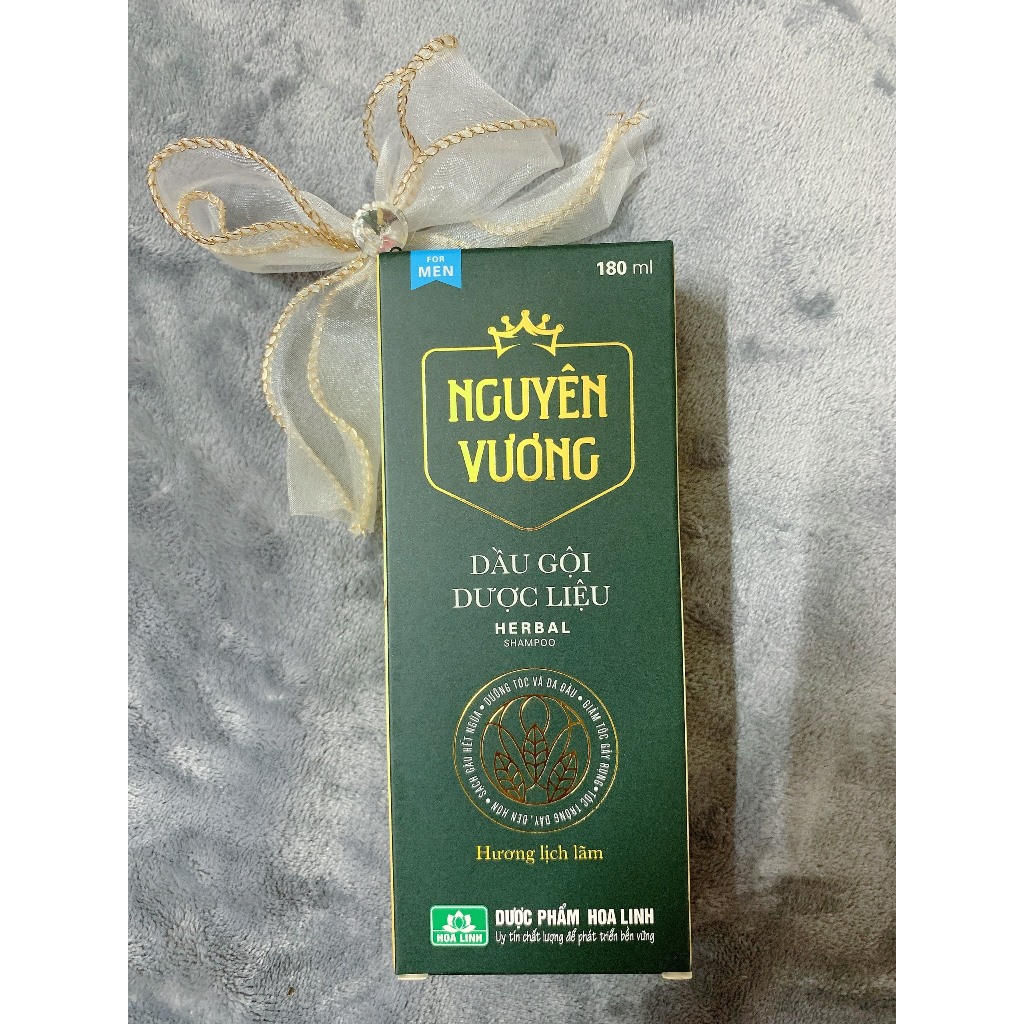 FOR
MEN
180 ml
NGUYÊN
VƯƠNG
DẦU GỘI
DƯỢC LIỆU
HERBAL
SHAMPOO
SẠCH GÀU HẾT NGỨA • DƯỠNG TÓC VÀ DA ĐẦU • GIẢM TÓC GÃY RỤNG • TÓC TRÔNG DÀY, ĐEN HƠN •
Hương lịch lãm
HOA LINH
DƯỢC PHẨM HOA LINH
Uy tín chất lượng để phát triển bền vững